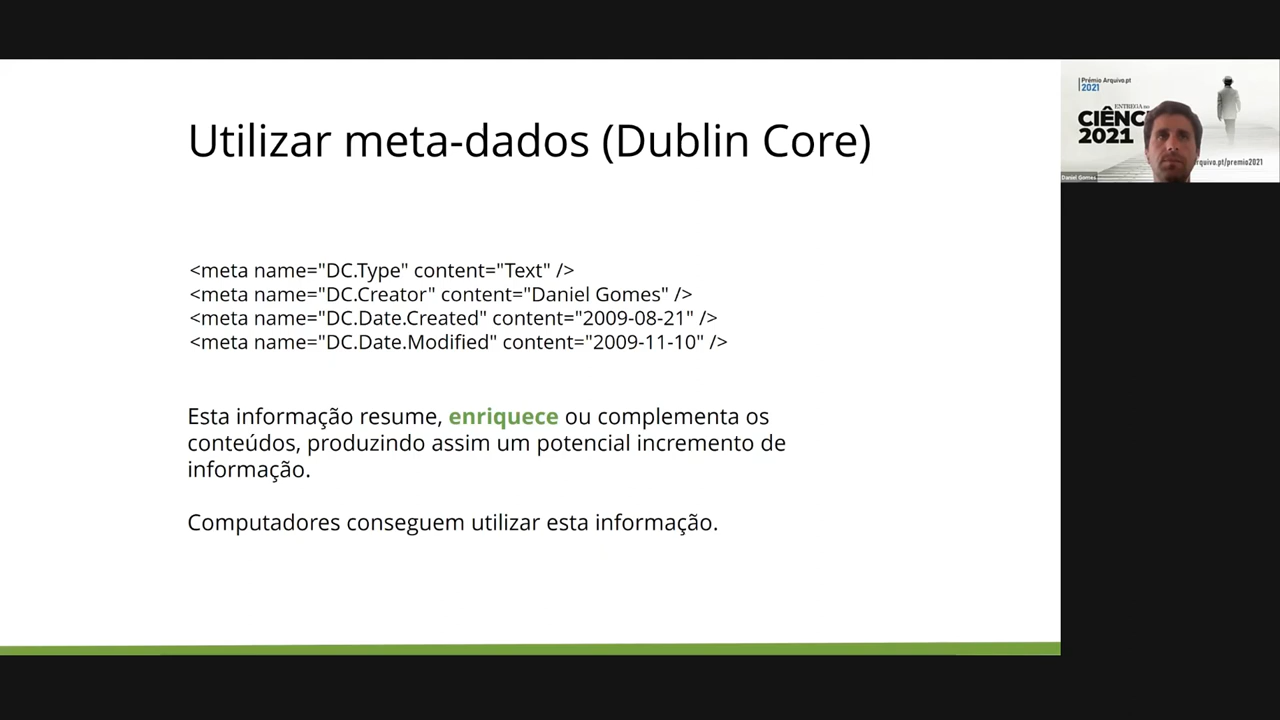 Utilizar meta-dados (Dublin Core)
<meta name="DC.Type" content="Text" />
<meta name="DC.Creator" content="Daniel Gomes" />
<meta name="DC.Date.Created" content="2009-08-21" />
<meta name="DC.Date.Modified" content="2009-11-10" />
Esta informação resume, enriquece ou complementa os
conteúdos, produzindo assim um potencial incremento de
informação.
Computadores conseguem utilizar esta informação.
Prémio Arquivo.pt
2021
ENTREGA no
CIÊNC
2021
rquivo.pt/premio2021
Daniel Gomes